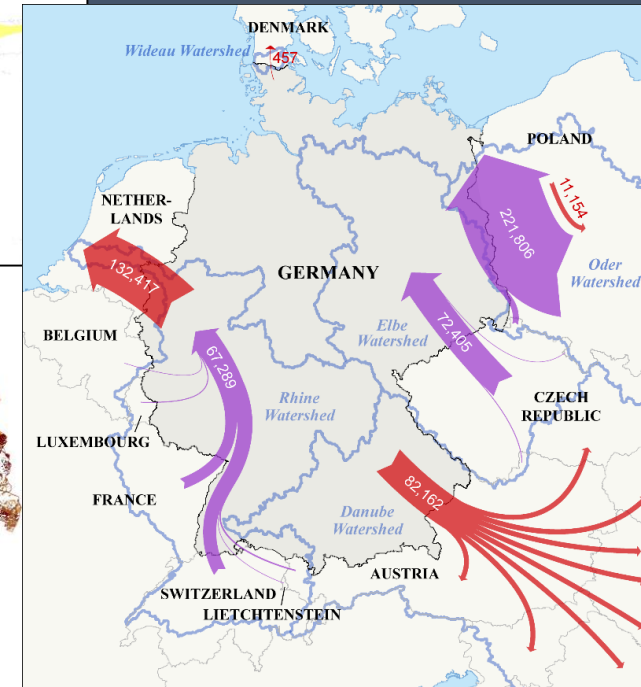 DENMARK
Wideau Watershed
457
POLAND
11,154
NETHER-
LANDS
221,806
Oder
Watershed
132,417
GERMANY
BELGIUM
Elbe
Watershed
72,405
67,289
CZECH
REPUBLIC
Rhine
Watershed
LUXEMBOURG
82,162
FRANCE
Danube
Watershed
AUSTRIA
SWITZERLAND
LIETCHTENSTEIN